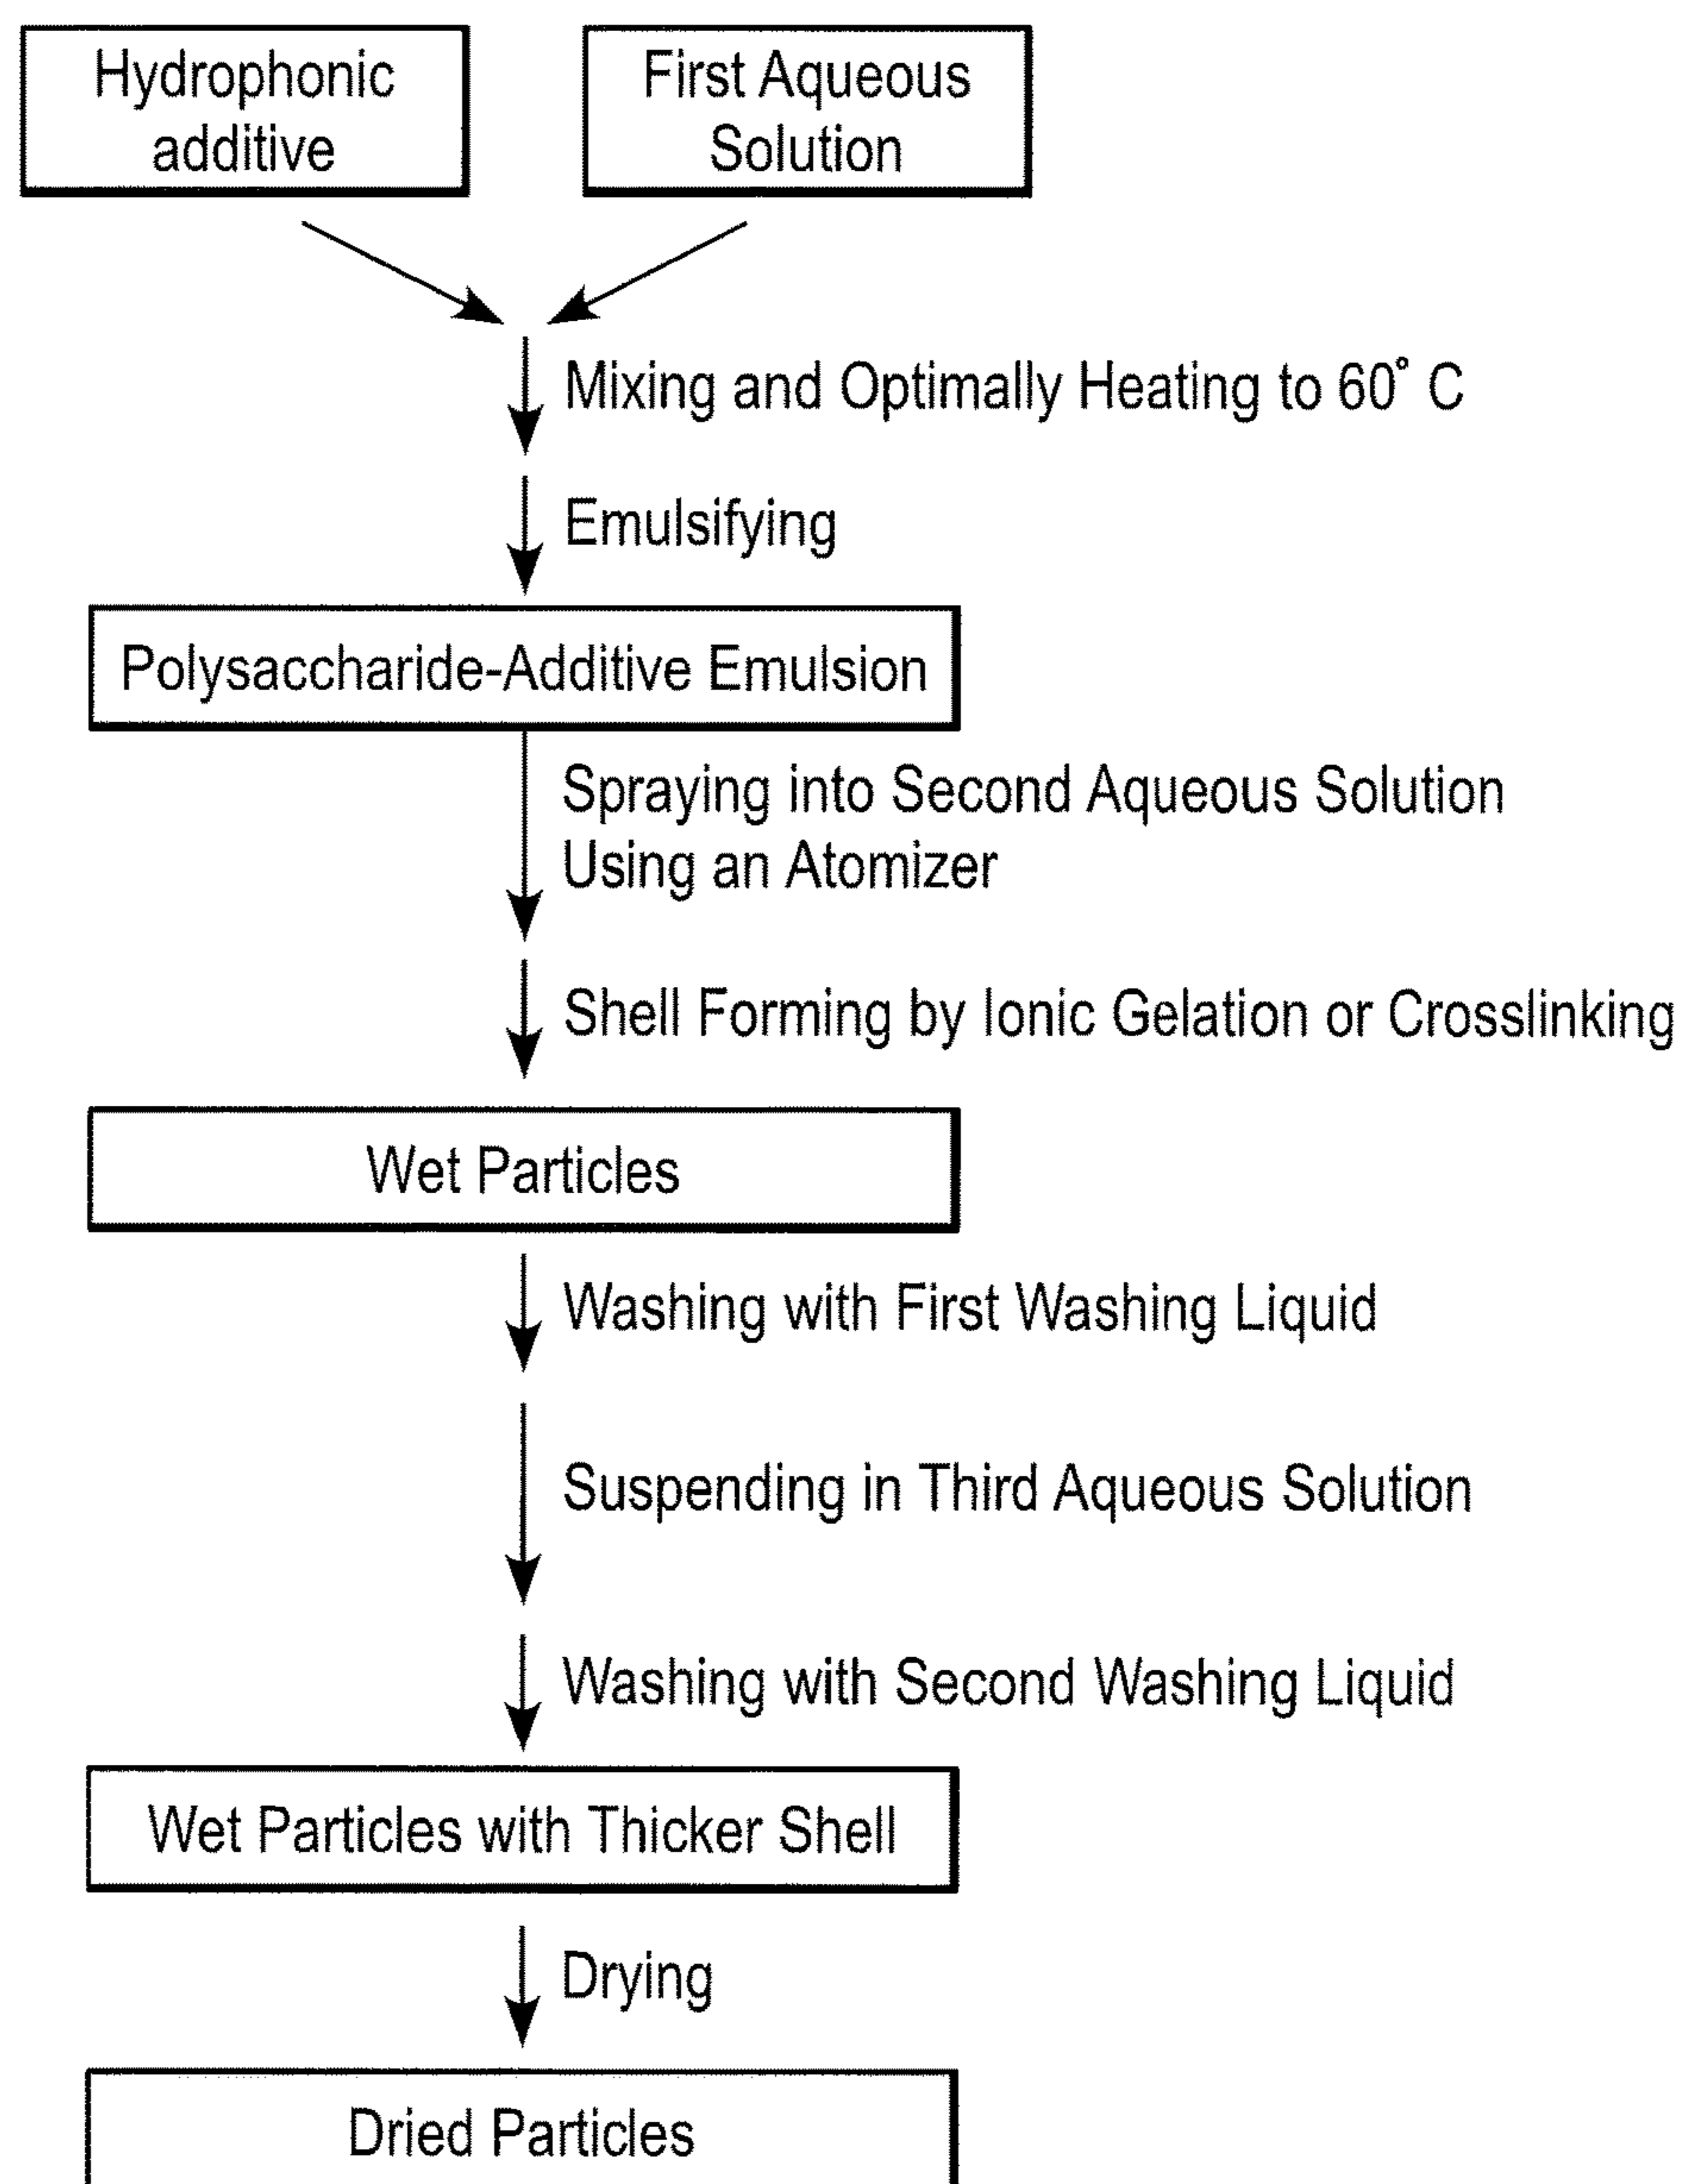 Hydrophonic
additive
First Aqueous
Solution
Mixing and Optimally Heating to 60° C
Emulsifying
Polysaccharide-Additive Emulsion
Spraying into Second Aqueous Solution
Using an Atomizer
Shell Forming by Ionic Gelation or Crosslinking
Wet Particles
Washing with First Washing Liquid
Suspending in Third Aqueous Solution
Washing with Second Washing Liquid
Wet Particles with Thicker Shell
Drying
Dried Particles